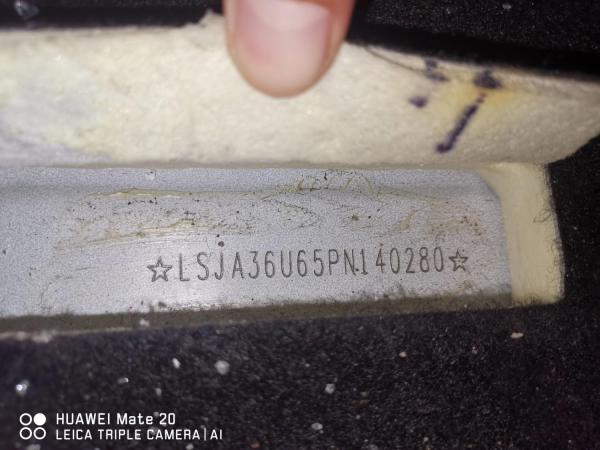 ☆LSJA36U65PN140280☆
HUAWEI Mate 20
LEICA TRIPLE CAMERA | AI